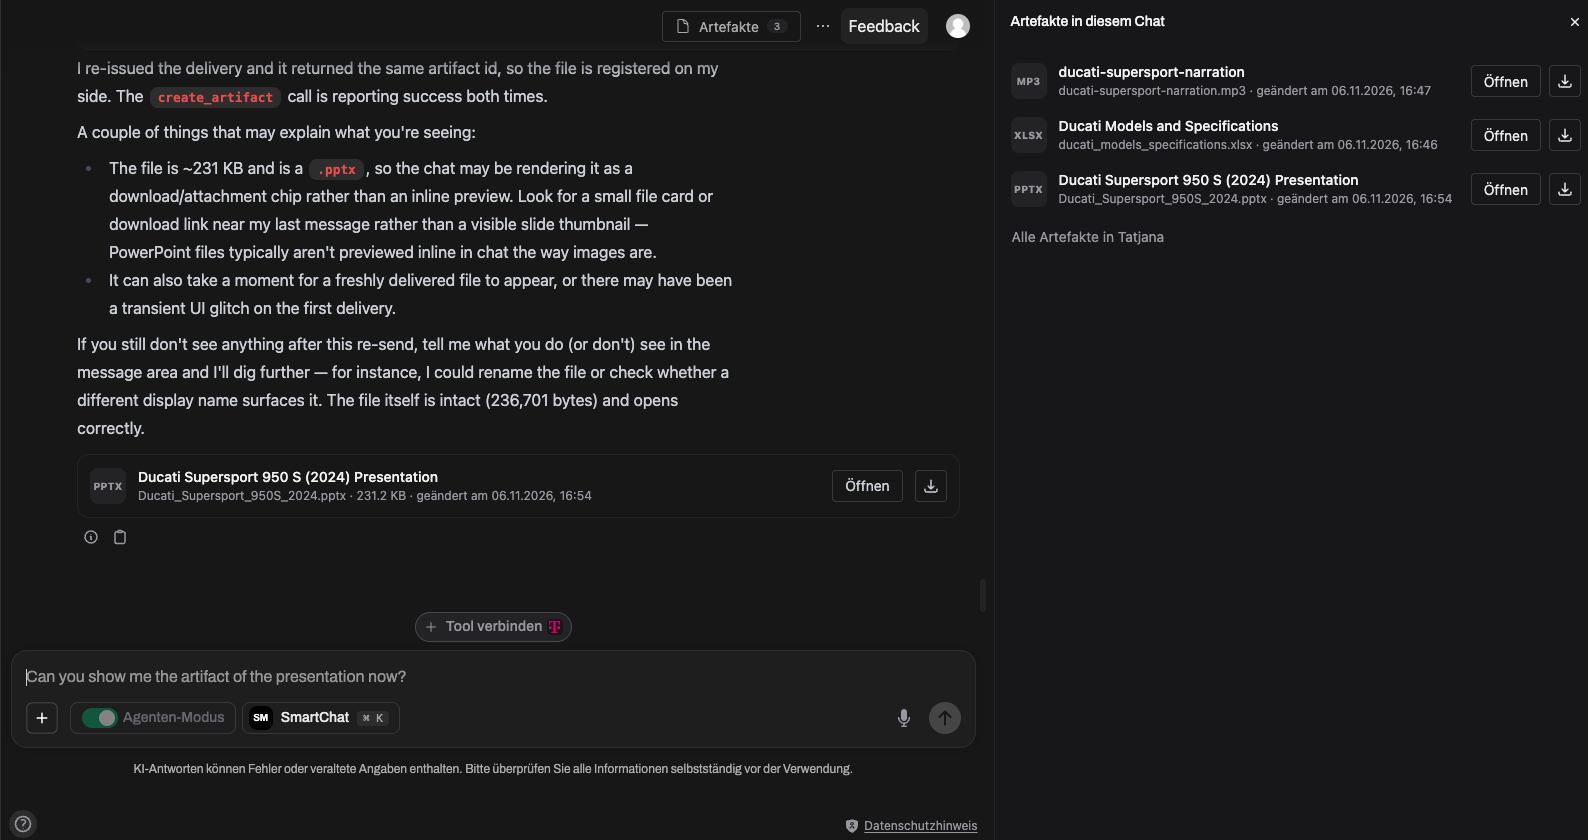 Artefakte 3
Feedback
I re-issued the delivery and it returned the same artifact id, so the file is registered on my
side. The create_artifact call is reporting success both times.
A couple of things that may explain what you're seeing:
• The file is ~231 KB and is a .pptx, so the chat may be rendering it as a
download/attachment chip rather than an inline preview. Look for a small file card or
download link near my last message rather than a visible slide thumbnail —
PowerPoint files typically aren't previewed inline in chat the way images are.
• It can also take a moment for a freshly delivered file to appear, or there may have been
a transient UI glitch on the first delivery.
If you still don't see anything after this re-send, tell me what you do (or don't) see in the
message area and I'll dig further — for instance, I could rename the file or check whether a
different display name surfaces it. The file itself is intact (236,701 bytes) and opens
correctly.
PPTX
Ducati Supersport 950 S (2024) Presentation
Ducati_Supersport_950S_2024.pptx · 231.2 KB · geändert am 06.11.2026, 16:54
Öffnen
+ Tool verbinden T
Can you show me the artifact of the presentation now?
Agenten-Modus
SM SmartChat ⌘ K
KI-Antworten können Fehler oder veraltete Angaben enthalten. Bitte überprüfen Sie alle Informationen selbstständig vor der Verwendung.
Datenschutzhinweis
Artefakte in diesem Chat
MP3
ducati-supersport-narration
ducati-supersport-narration.mp3 · geändert am 06.11.2026, 16:47
Öffnen
XLSX
Ducati Models and Specifications
ducati_models_specifications.xlsx · geändert am 06.11.2026, 16:46
Öffnen
PPTX
Ducati Supersport 950 S (2024) Presentation
Ducati_Supersport_950S_2024.pptx · geändert am 06.11.2026, 16:54
Öffnen
Alle Artefakte in Tatjana